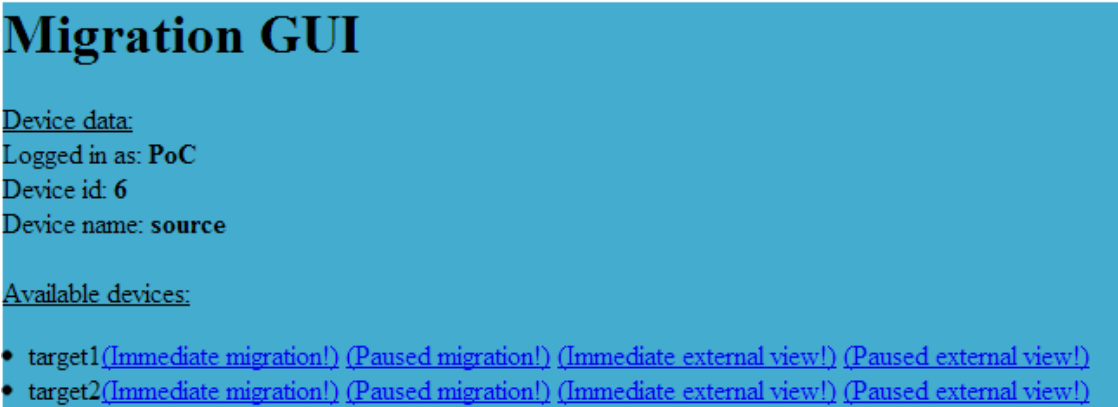 Migration GUI
Device data:
Logged in as: PoC
Device id: 6
Device name: source
Available devices:
• target1(Immediate migration!) (Paused migration!) (Immediate external view!) (Paused external view!)
• target2(Immediate migration!) (Paused migration!) (Immediate external view!) (Paused external view!)